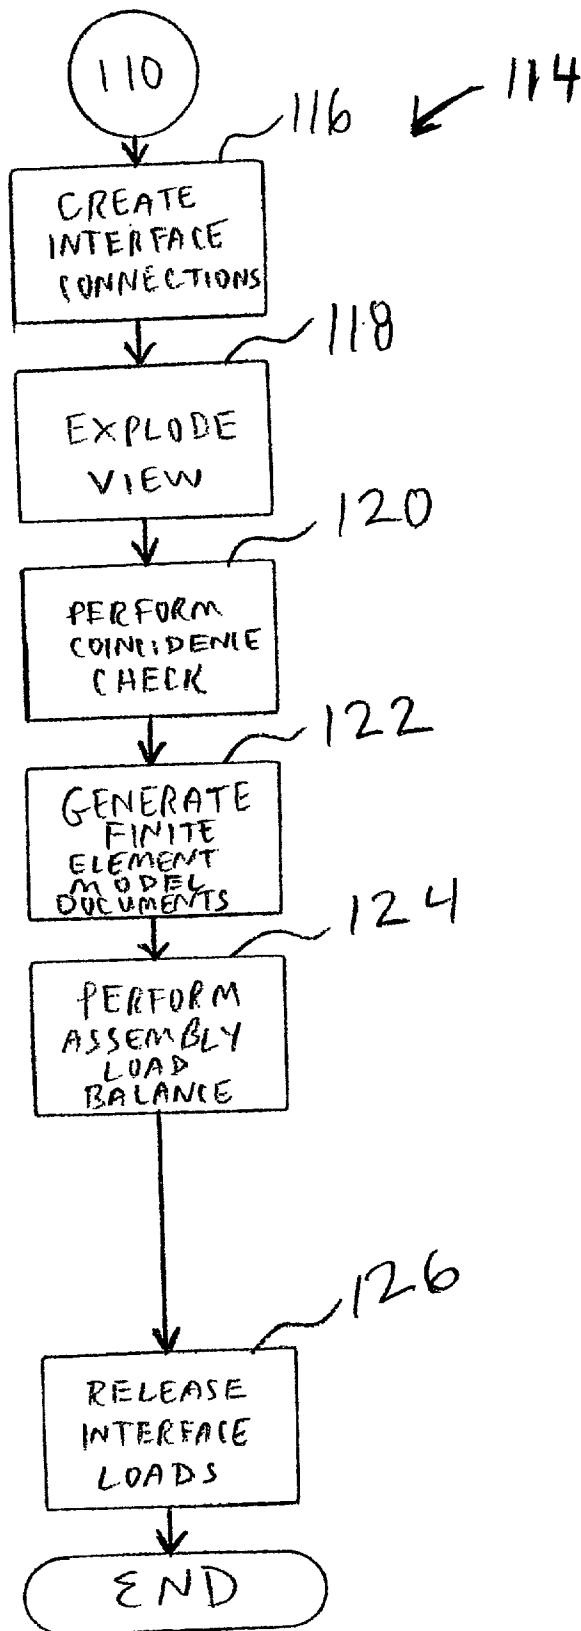 110
114
116
CREATE
INTERFACE
CONNECTIONS
118
EXPLODE
VIEW
120
PERFORM
COINCIDENCE
CHECK
122
GENERATE
FINITE
ELEMENT
MODEL
DOCUMENTS
124
PERFORM
ASSEMBLY
LOAD
BALANCE
126
RELEASE
INTERFACE
LOADS
END